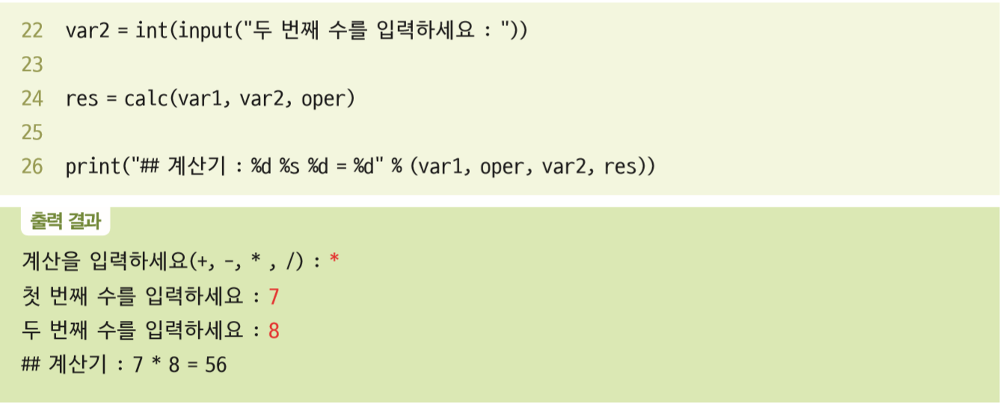 22 var2 = int(input("두 번째 수를 입력하세요 : "))
23
24 res = calc(var1, var2, oper)
25
26 print("## 계산기 : %d %s %d = %d" % (var1, oper, var2, res))
출력 결과
계산을 입력하세요(+, -, * , /) : *
첫 번째 수를 입력하세요 : 7
두 번째 수를 입력하세요 : 8
## 계산기 : 7 * 8 = 56